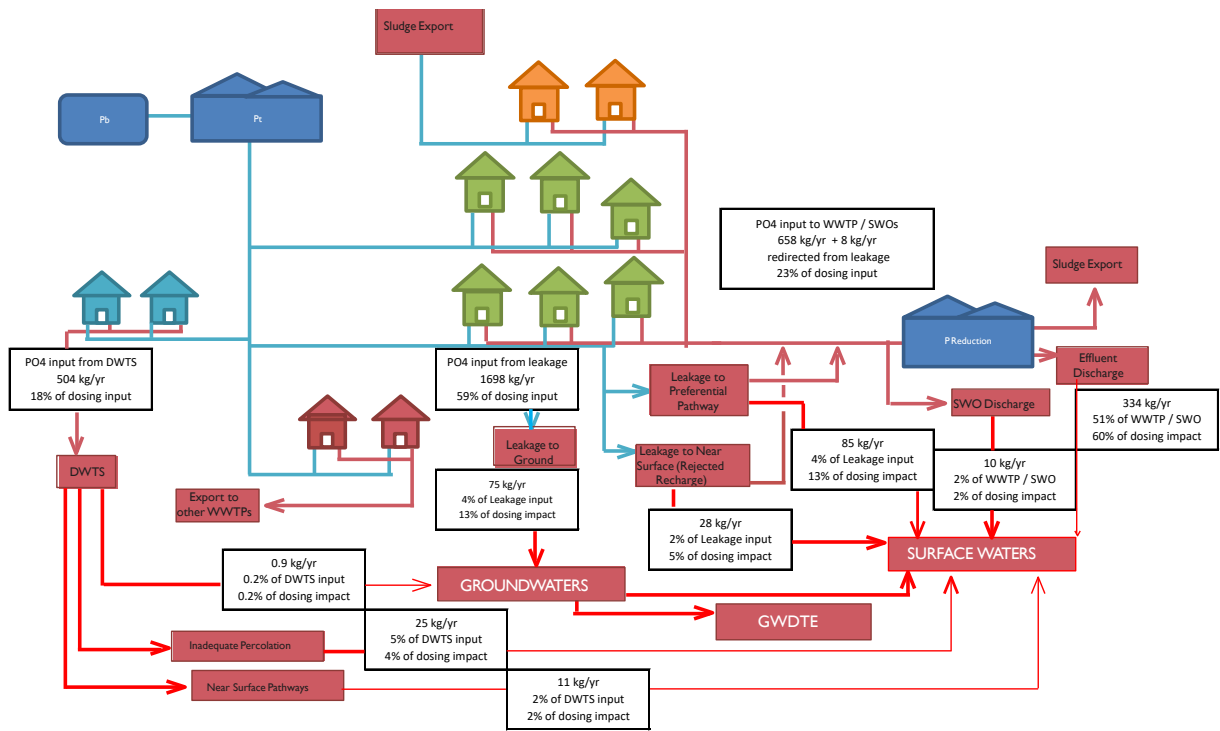 Sludge Export
Pb
Pt
PO4 input to WWTP / SWOs
658 kg/yr + 8 kg/yr
redirected from leakage
23% of dosing input
Sludge Export
P Reduction
Effluent
Discharge
PO4 input from DWTS
504 kg/yr
18% of dosing input
PO4 input from leakage
1698 kg/yr
59% of dosing input
Leakage to
Preferential
Pathway
SWO Discharge
334 kg/yr
51% of WWTP / SWO
60% of dosing impact
DWTS
Leakage to
Ground
Leakage to Near
Surface (Rejected
Recharge)
85 kg/yr
4% of Leakage input
13% of dosing impact
10 kg/yr
2% of WWTP / SWO
2% of dosing impact
Export to
other WWTPs
75 kg/yr
4% of Leakage input
13% of dosing impact
28 kg/yr
2% of Leakage input
5% of dosing impact
SURFACE WATERS
0.9 kg/yr
0.2% of DWTS input
0.2% of dosing impact
GROUNDWATERS
GWDTE
Inadequate Percolation
25 kg/yr
5% of DWTS input
4% of dosing impact
Near Surface Pathways
11 kg/yr
2% of DWTS input
2% of dosing impact